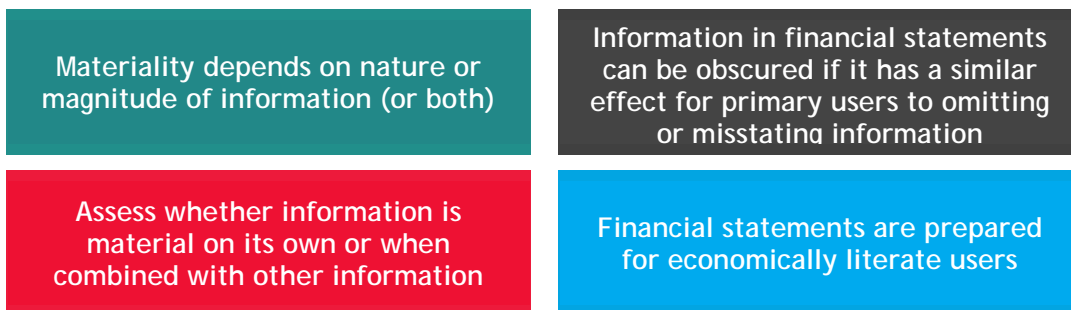 Materiality depends on nature or
magnitude of information (or both)
Information in financial statements
can be obscured if it has a similar
effect for primary users to omitting
or misstating information
Assess whether information is
material on its own or when
combined with other information
Financial statements are prepared
for economically literate users